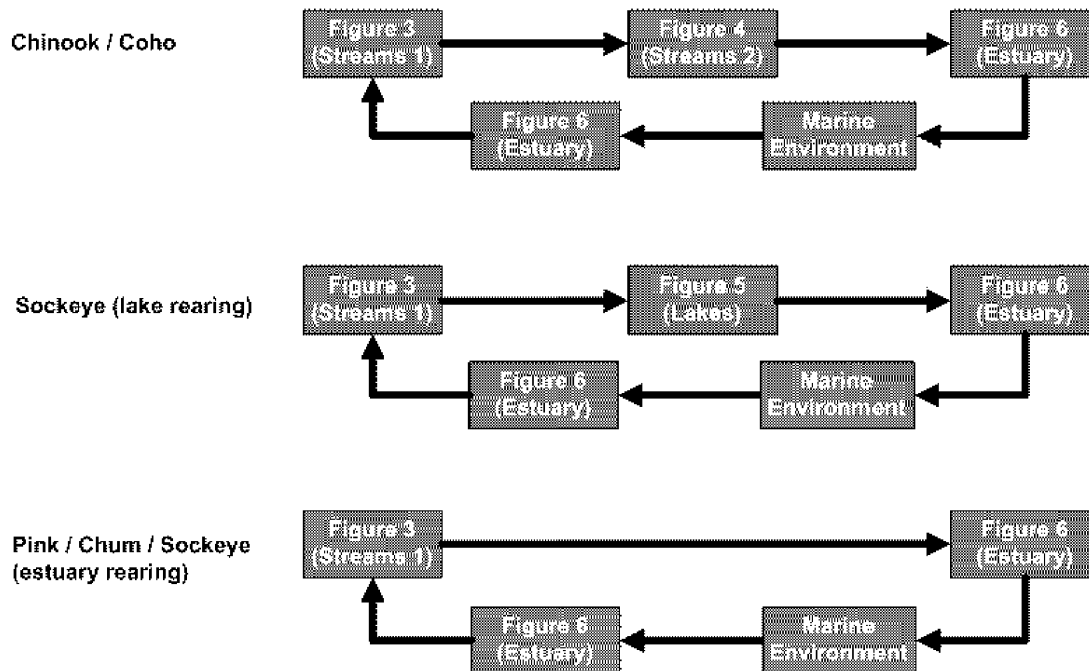 Chinook / Coho
Figure 3
(Streams 1)
Figure 4
(Streams 2)
Figure 6
(Estuary)
Figure 6
(Estuary)
Marine
Environment
Sockeye (lake rearing)
Figure 3
(Streams 1)
Figure 5
(Lakes)
Figure 6
(Estuary)
Figure 6
(Estuary)
Marine
Environment
Pink / Chum / Sockeye
(estuary rearing)
Figure 3
(Streams 1)
Figure 6
(Estuary)
Figure 6
(Estuary)
Marine
Environment